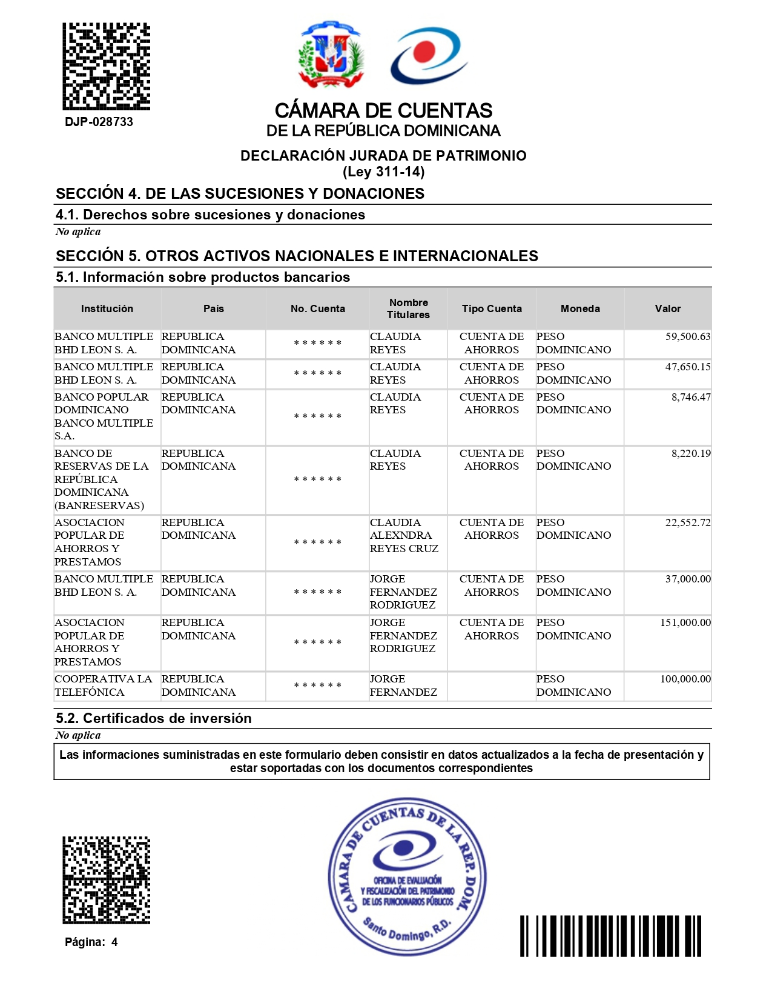 DJP-028733
CÁMARA DE CUENTAS
DE LA REPÚBLICA DOMINICANA
DECLARACIÓN JURADA DE PATRIMONIO
(Ley 311-14)
SECCIÓN 4. DE LAS SUCESIONES Y DONACIONES
4.1. Derechos sobre sucesiones y donaciones
No aplica
SECCIÓN 5. OTROS ACTIVOS NACIONALES E INTERNACIONALES
5.1. Información sobre productos bancarios
Institución País No. Cuenta Nombre Titulares Tipo Cuenta Moneda Valor
BANCO MULTIPLE REPUBLICA CLAUDIA CUENTA DE PESO 59,500.63
BHD LEON S. A. DOMINICANA * * * * * * REYES AHORROS DOMINICANO
BANCO MULTIPLE REPUBLICA CLAUDIA CUENTA DE PESO 47,650.15
BHD LEON S. A. DOMINICANA * * * * * * REYES AHORROS DOMINICANO
BANCO POPULAR REPUBLICA CLAUDIA CUENTA DE PESO 8,746.47
DOMINICANO DOMINICANA * * * * * * REYES AHORROS DOMINICANO
BANCO MULTIPLE
S.A.
BANCO DE REPUBLICA CLAUDIA CUENTA DE PESO 8,220.19
RESERVAS DE LA DOMINICANA REYES AHORROS DOMINICANO
REPÚBLICA * * * * * *
DOMINICANA
(BANRESERVAS)
ASOCIACION REPUBLICA CLAUDIA CUENTA DE PESO 22,552.72
POPULAR DE DOMINICANA * * * * * * ALEXNDRA AHORROS DOMINICANO
AHORROS Y REYES CRUZ
PRESTAMOS
BANCO MULTIPLE REPUBLICA JORGE CUENTA DE PESO 37,000.00
BHD LEON S. A. DOMINICANA * * * * * * FERNANDEZ AHORROS DOMINICANO
RODRIGUEZ
ASOCIACION REPUBLICA JORGE CUENTA DE PESO 151,000.00
POPULAR DE DOMINICANA * * * * * * FERNANDEZ AHORROS DOMINICANO
AHORROS Y RODRIGUEZ
PRESTAMOS
COOPERATIVA LA REPUBLICA JORGE PESO 100,000.00
TELEFÓNICA DOMINICANA * * * * * * FERNANDEZ DOMINICANO
5.2. Certificados de inversión
No aplica
Las informaciones suministradas en este formulario deben consistir en datos actualizados a la fecha de presentación y
estar soportadas con los documentos correspondientes
CAMARA DE CUENTAS DE LA REP. DOM.
OFICINA DE EVALUACIÓN
Y FISCALIZACIÓN DEL PATRIMONIO
DE LOS FUNCIONARIOS PÚBLICOS
Santo Domingo, R.D.
Página: 4